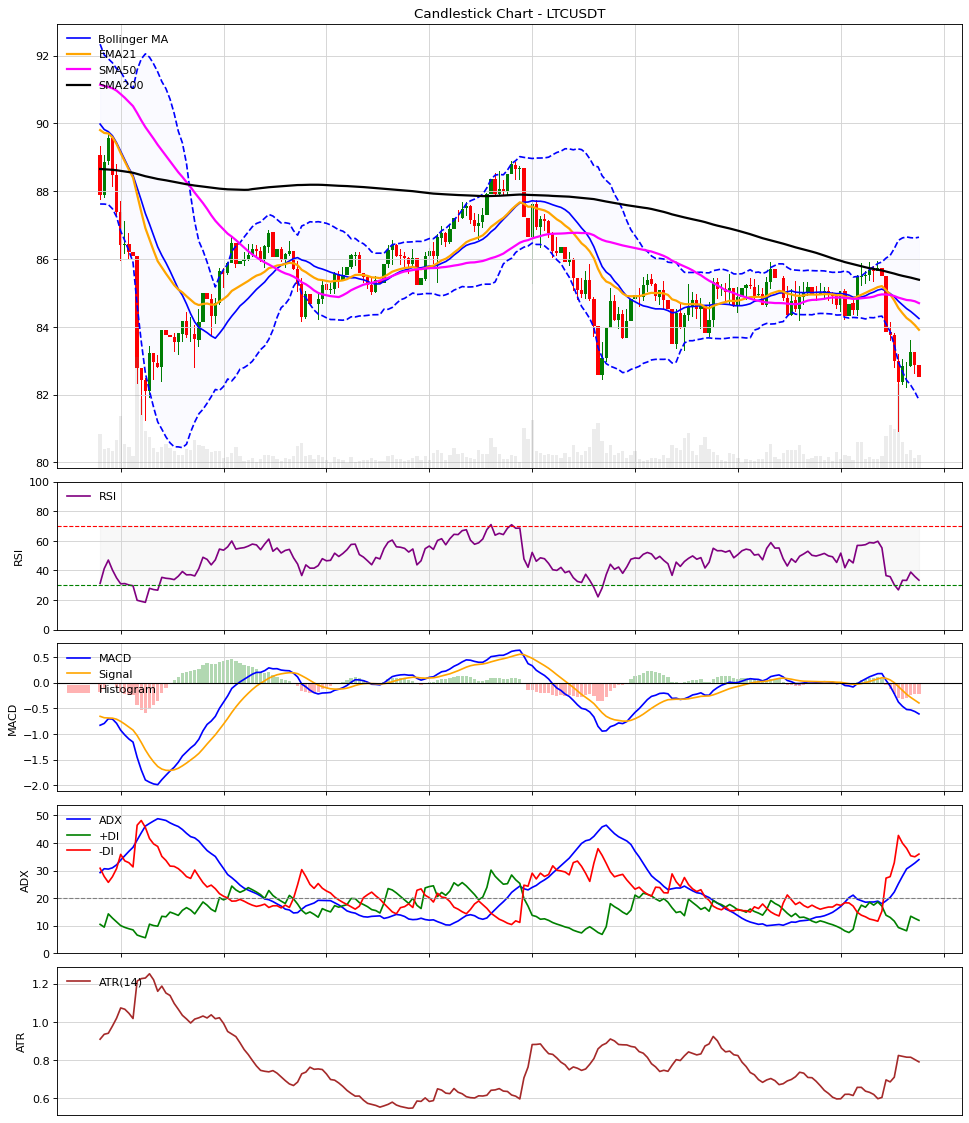 Candlestick Chart - LTCUSDT
Bollinger MA
EMA21
SMA50
SMA200
92
90
88
86
84
82
80
RSI
100
80
60
40
20
0
RSI
MACD
Signal
Histogram
0.5
0.0
−0.5
−1.0
−1.5
−2.0
MACD
ADX
+DI
-DI
50
40
30
20
10
0
ADX
ATR(14)
1.2
1.0
0.8
0.6
ATR